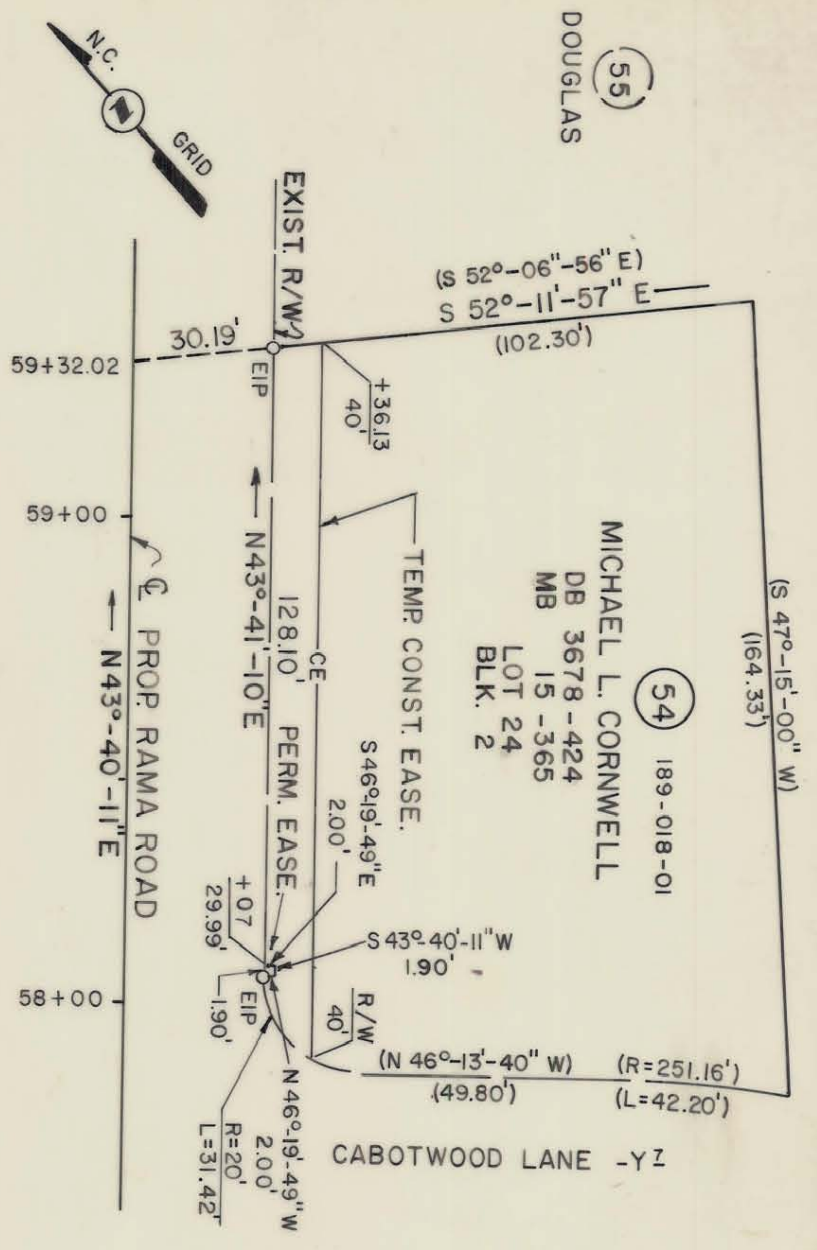 N.C.
GRID
55
DOUGLAS
EXIST. R/W
(S 52°-06"-56" E)
S 52°-11'-57" E
(102.30')
30.19'
59+32.02
EIP
+36.13
40'
59+00
TEMP. CONST. EASE.
MICHAEL L. CORNWELL
DB 3678-424
MB 15-365
LOT 24
BLK. 2
54
189-018-01
(S 47°-15'-00" W)
(164.33')
N43°-41'-10"E
128.10'
PERM. EASE.
CE
℄ PROP. RAMA ROAD
N43°-40'-11"E
S 46°-19'-49"E
2.00'
+07
29.99'
S 43°-40'-11"W
1.90'
58+00
1.90'
EIP
R/W
40'
N 46°-19'-49"W
2.00'
R=20'
L=31.42'
(N 46°-13'-40" W)
(49.80')
(R=251.16')
(L=42.20')
CABOTWOOD LANE -Y7